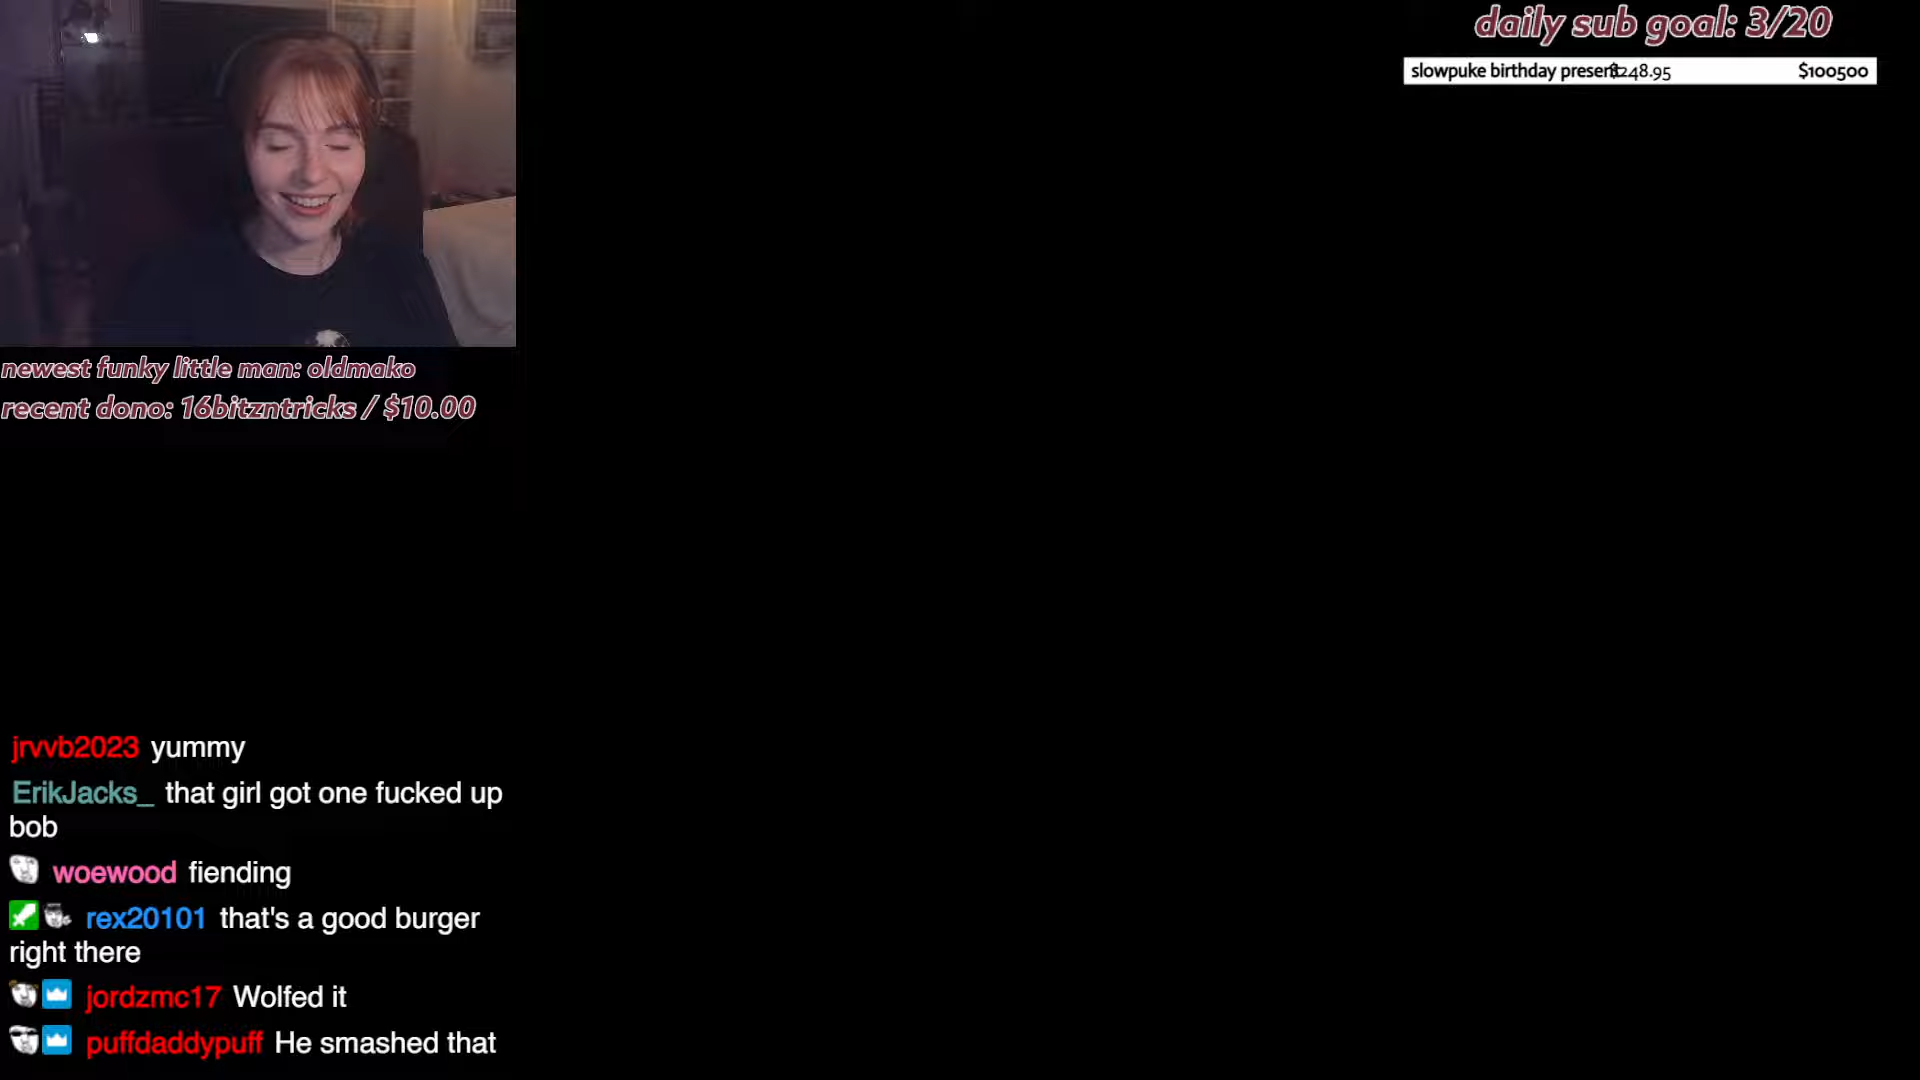 daily sub goal: 3/20
slowpuke birthday present $248.95 $100500
newest funky little man: oldmako
recent dono: 16bitzntricks / $10.00
jrvvb2023 yummy
ErikJacks_ that girl got one fucked up
bob
woewood fiending
rex20101 that's a good burger
right there
jordzmc17 Wolfed it
puffdaddypuff He smashed that